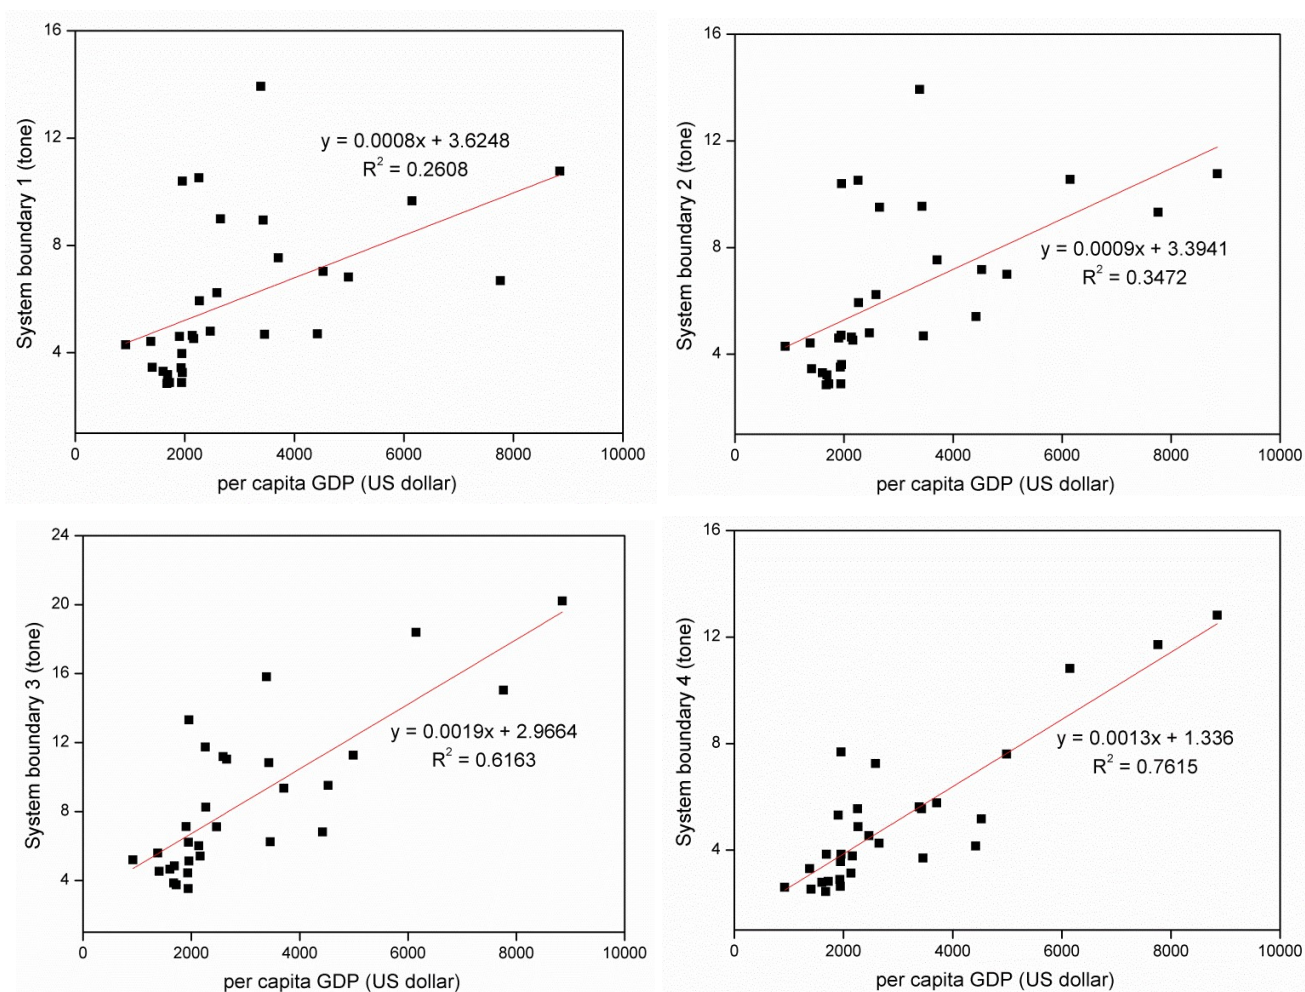 16
12
8
4
System boundary 1 (tone)
y = 0.0008x + 3.6248
R² = 0.2608
0 2000 4000 6000 8000 10000
per capita GDP (US dollar)
16
12
8
4
System boundary 2 (tone)
y = 0.0009x + 3.3941
R² = 0.3472
0 2000 4000 6000 8000 10000
per capita GDP (US dollar)
24
20
16
12
8
4
System boundary 3 (tone)
y = 0.0019x + 2.9664
R² = 0.6163
0 2000 4000 6000 8000 10000
per capita GDP (US dollar)
16
12
8
4
System boundary 4 (tone)
y = 0.0013x + 1.336
R² = 0.7615
0 2000 4000 6000 8000 10000
per capita GDP (US dollar)